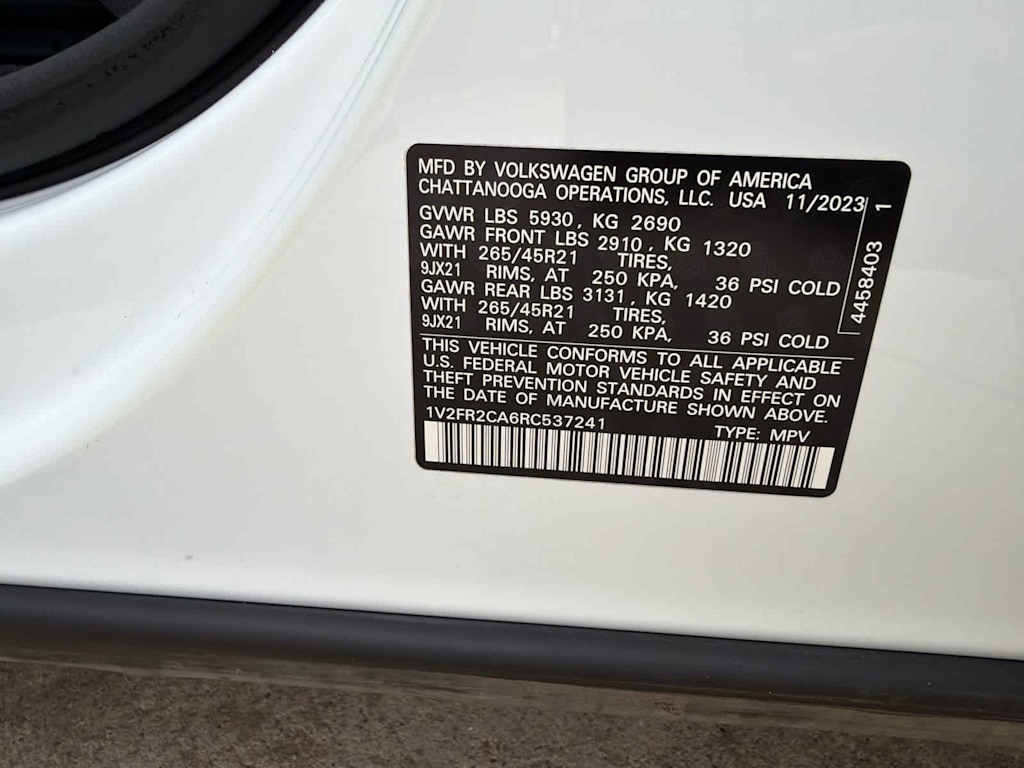 MFD BY VOLKSWAGEN GROUP OF AMERICA
CHATTANOOGA OPERATIONS, LLC. USA 11/2023
GVWR LBS 5930, KG 2690
GAWR FRONT LBS 2910, KG 1320
WITH 265/45R21 TIRES,
9JX21 RIMS, AT 250 KPA, 36 PSI COLD
GAWR REAR LBS 3131, KG 1420
WITH 265/45R21 TIRES,
9JX21 RIMS, AT 250 KPA, 36 PSI COLD
4458403 1
THIS VEHICLE CONFORMS TO ALL APPLICABLE
U.S. FEDERAL MOTOR VEHICLE SAFETY AND
THEFT PREVENTION STANDARDS IN EFFECT ON
THE DATE OF MANUFACTURE SHOWN ABOVE.
1V2FR2CA6RC537241 TYPE: MPV